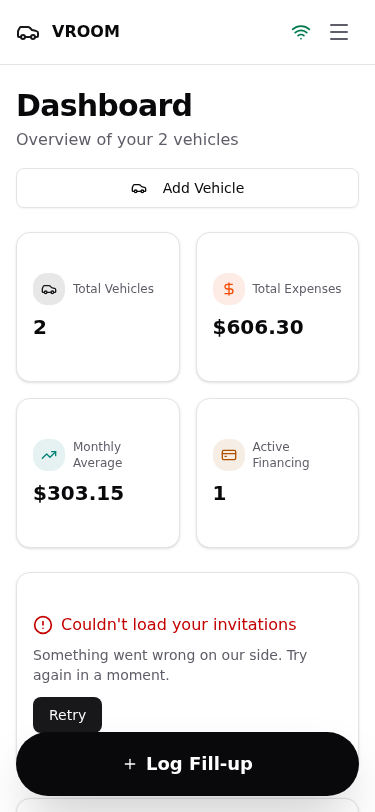 VROOM
Dashboard
Overview of your 2 vehicles
Add Vehicle
Total Vehicles
2
Total Expenses
$606.30
Monthly
Average
$303.15
Active
Financing
1
Couldn't load your invitations
Something went wrong on our side. Try
again in a moment.
Retry
Log Fill-up